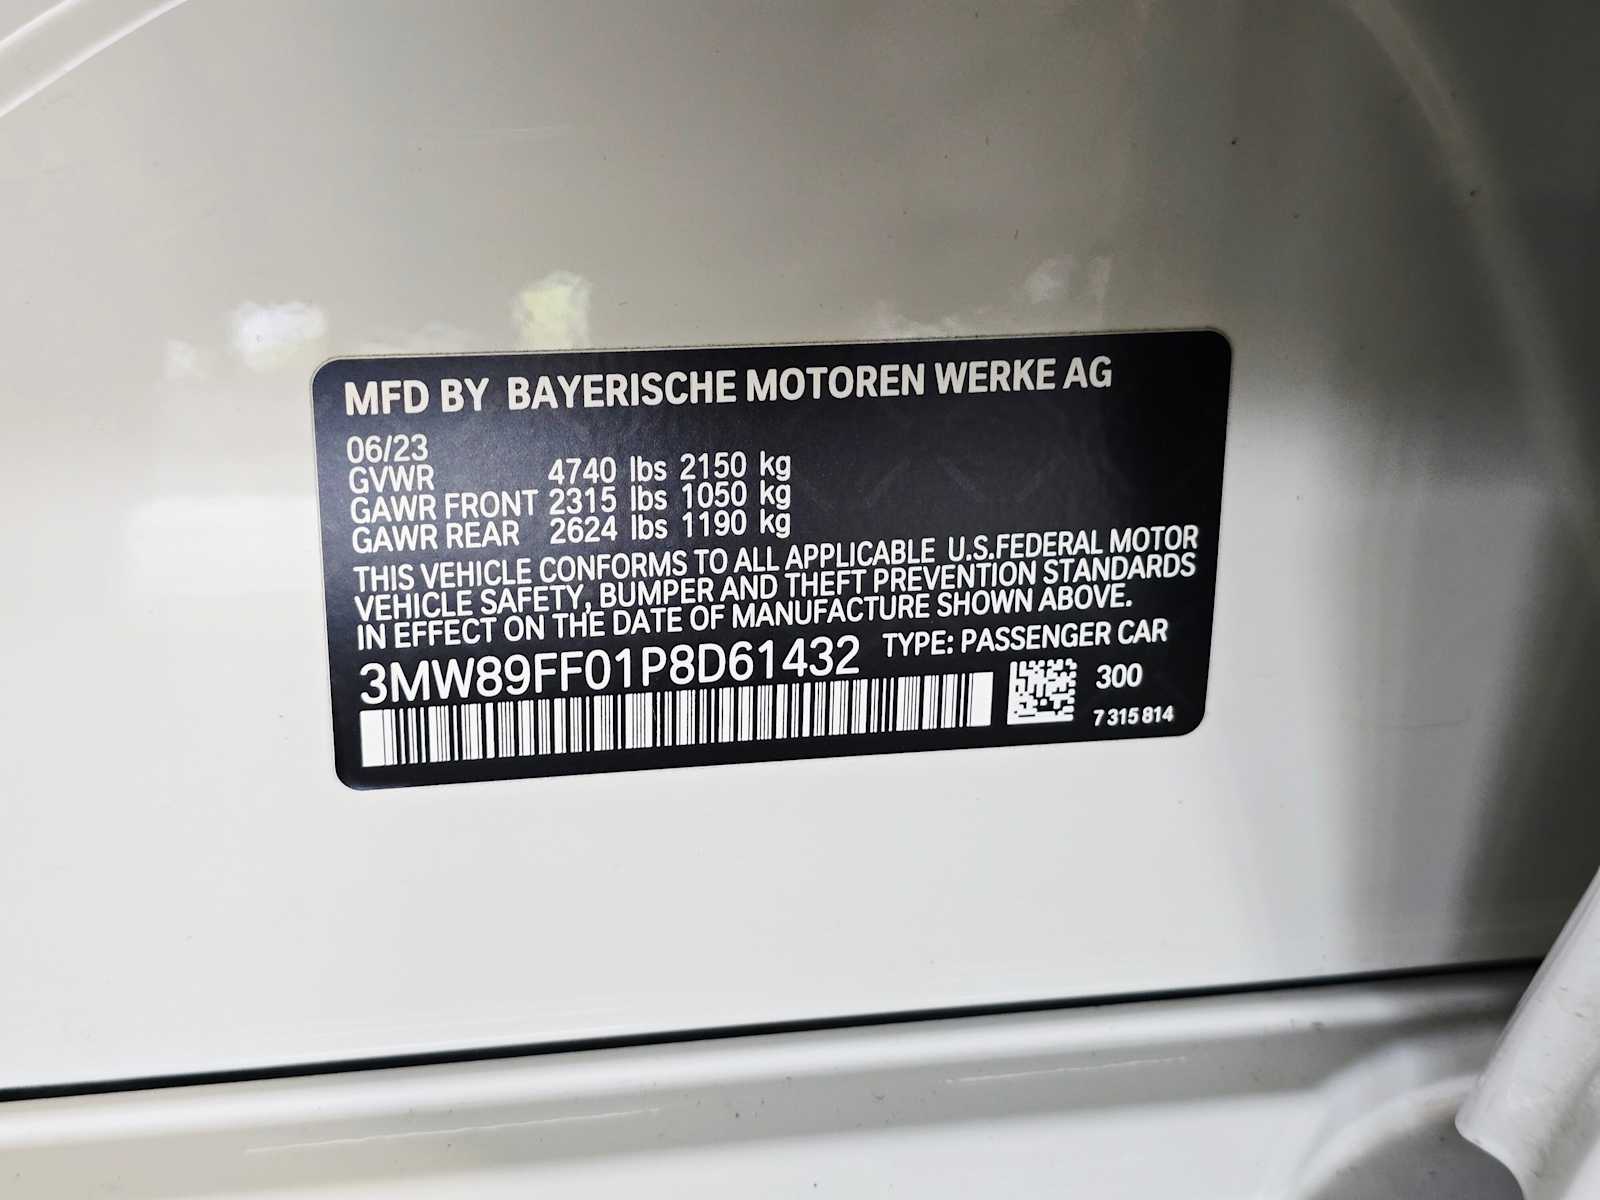 MFD BY BAYERISCHE MOTOREN WERKE AG
06/23
GVWR 4740 lbs 2150 kg
GAWR FRONT 2315 lbs 1050 kg
GAWR REAR 2624 lbs 1190 kg
THIS VEHICLE CONFORMS TO ALL APPLICABLE U.S.FEDERAL MOTOR
VEHICLE SAFETY, BUMPER AND THEFT PREVENTION STANDARDS
IN EFFECT ON THE DATE OF MANUFACTURE SHOWN ABOVE.
3MW89FF01P8D61432 TYPE: PASSENGER CAR
300
7 315 814